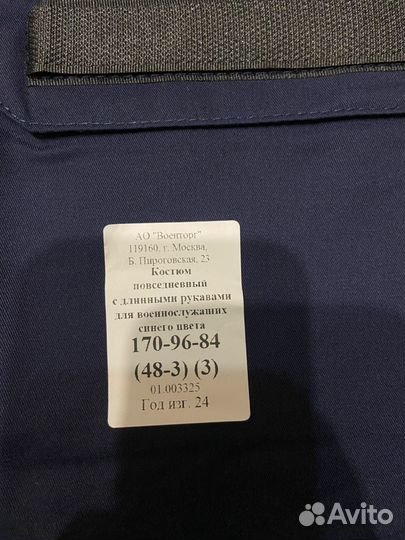 АО "Военторг"
119160, г. Москва,
Б. Пироговская, 23
Костюм
повседневный
с длинными рукавами
для военнослужащих
синего цвета
170-96-84
(48-3) (3)
01.003325
Год изг. 24
Avito